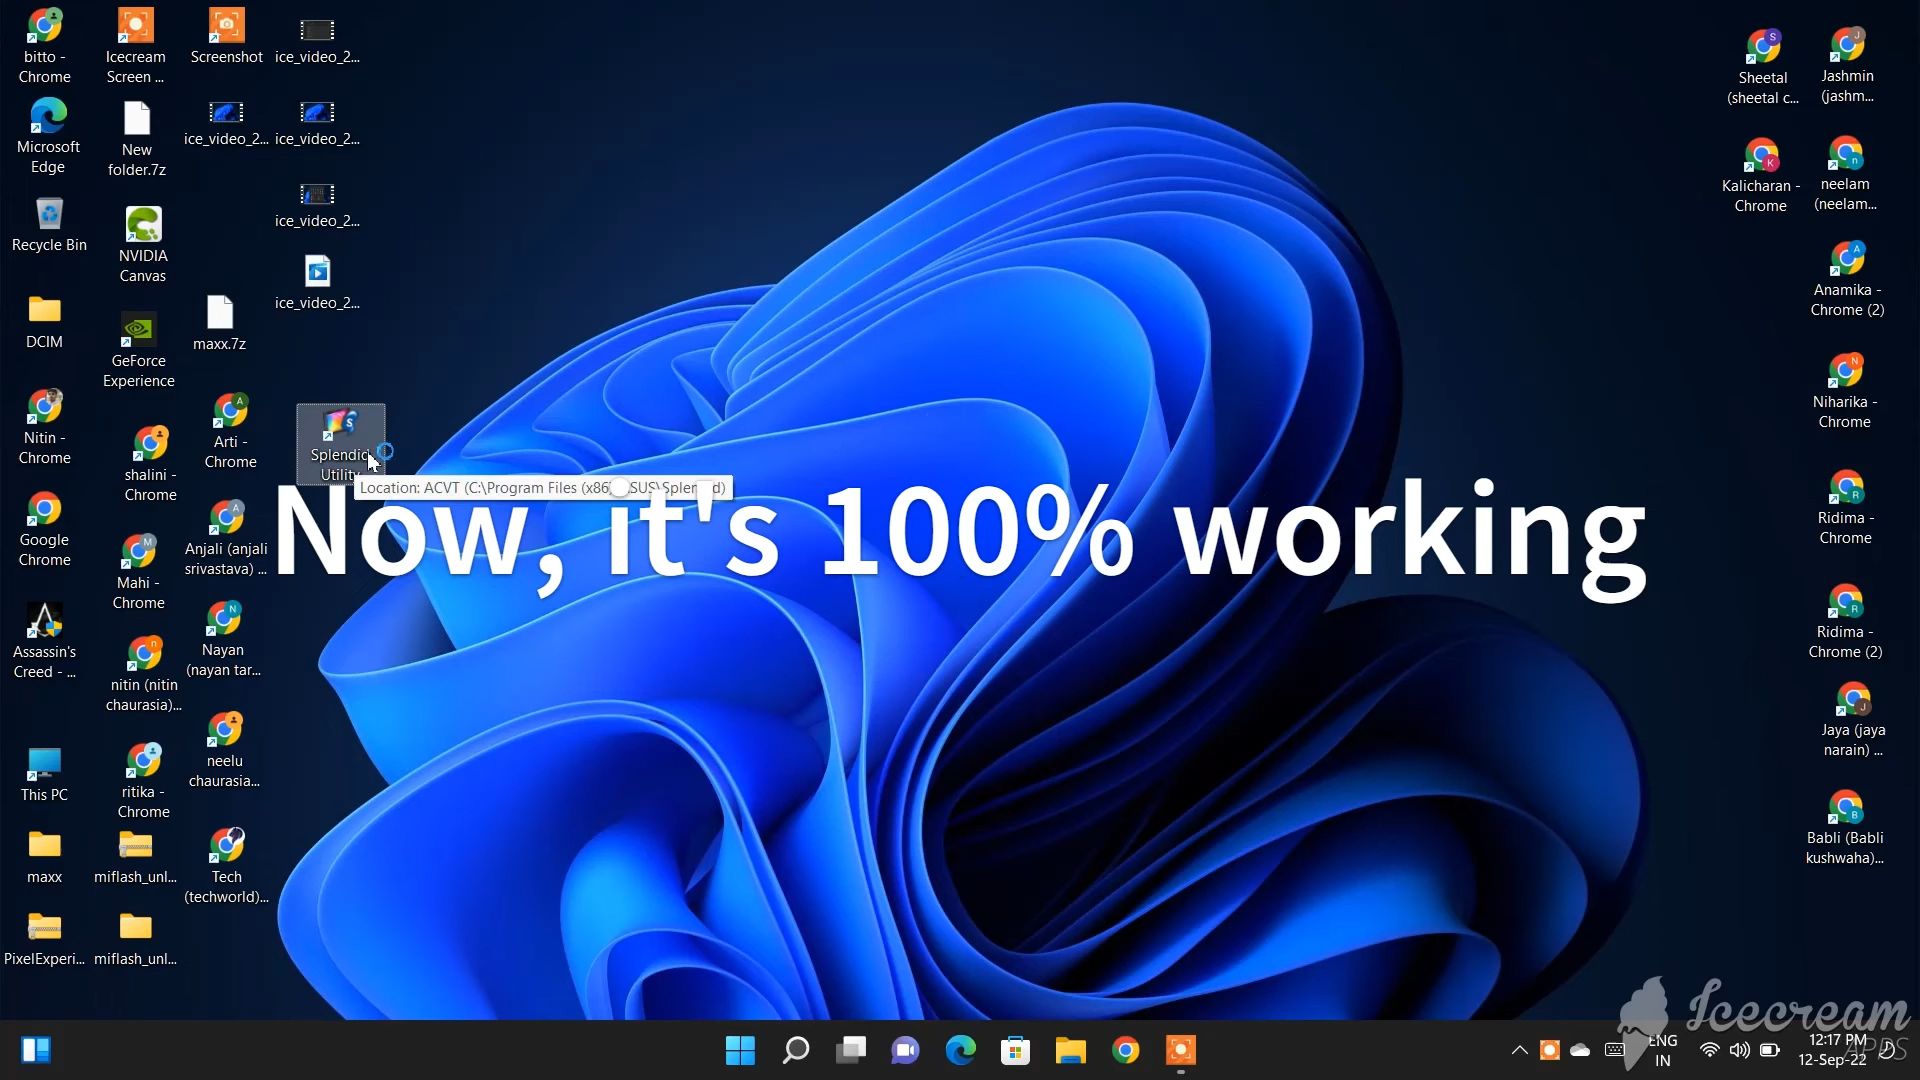 bitto -
Chrome
Icecream
Screen ...
Screenshot
ice_video_2...
Microsoft
Edge
New
folder.7z
ice_video_2...
ice_video_2...
Recycle Bin
NVIDIA
Canvas
ice_video_2...
DCIM
GeForce
Experience
maxx.7z
ice_video_2...
Nitin -
Chrome
shalini -
Chrome
Arti -
Chrome
Splendid
Utility
Location: ACVT (C:\Program Files (x86
Now, it's 100% working
Google
Chrome
Mahi -
Chrome
Anjali (anjali
srivastava) ...
Assassin's
Creed - ...
nitin (nitin
chaurasia)...
Nayan
(nayan tar...
This PC
ritika -
Chrome
neelu
chaurasia...
maxx
miflash_unl...
Tech
(techworld)...
PixelExperi...
miflash_unl...
Sheetal
(sheetal c...
Jashmin
(jashm...
Kalicharan -
Chrome
neelam
(neelam...
Anamika -
Chrome (2)
Niharika -
Chrome
Ridima -
Chrome
Ridima -
Chrome (2)
Jaya (jaya
narain) ...
Babli (Babli
kushwaha)...
Icecream
APPS
ENG
IN
12:17 PM
12-Sep-22